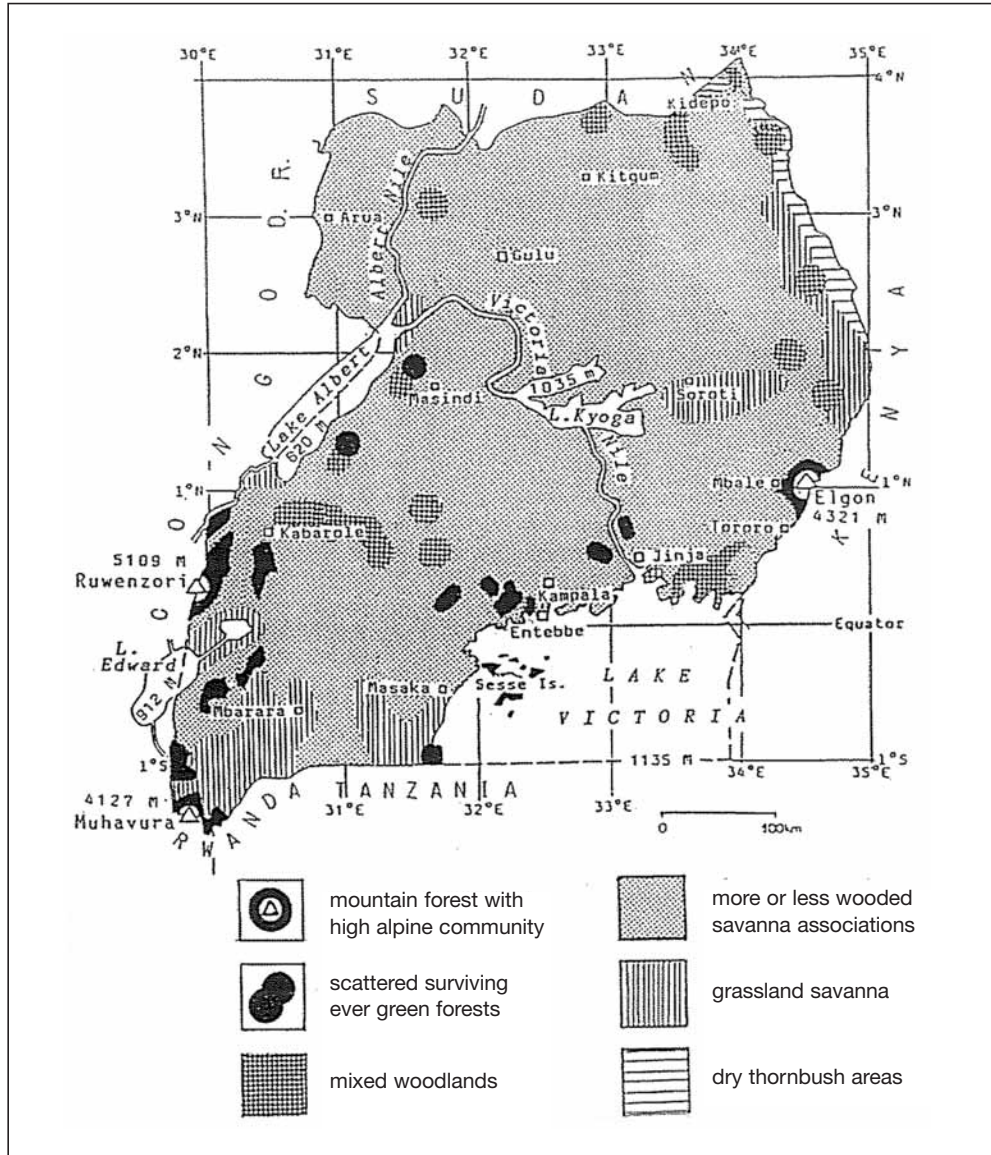 30°E 31°E 32°E 33°E 34°E 35°E
4°N
S U D A N
Kidepo
Kitgum
D.R.
3°N
Arua
3°N
Albert Nile
Gulu
C O N G O
Victoria
Nile
K E N Y A
2°N
Lake Albert
620 M
Masindi
1035 m
L.Kyoga
Soroti
1°N
Mbale
1°N
Elgon
4321 M
Kabarole
Tororo
5109 M
Ruwenzori
Jinja
Kampala
Entebbe
Equator
L.
Edward
912 M
Masaka
Sesse Is.
L A K E
V I C T O R I A
Mbarara
1°S
1135 M
34°E
35°E
1°S
4127 M
Muhavura
RWANDA TANZANIA
31°E
32°E
33°E
0 100km
mountain forest with
high alpine community
more or less wooded
savanna associations
scattered surviving
ever green forests
grassland savanna
mixed woodlands
dry thornbush areas